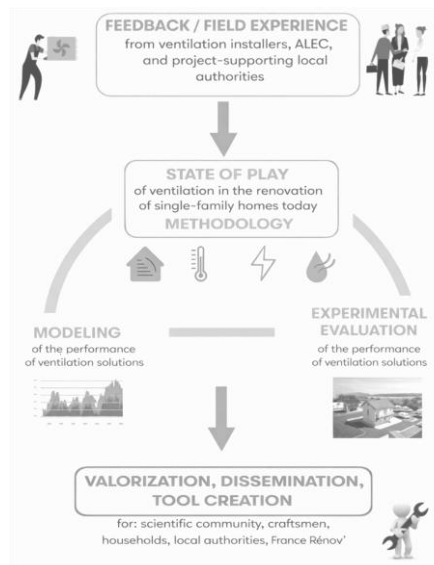 FEEDBACK / FIELD EXPERIENCE
from ventilation installers, ALEC,
and project-supporting local
authorities
STATE OF PLAY
of ventilation in the renovation
of single-family homes today
METHODOLOGY
MODELING
of the performance
of ventilation solutions
EXPERIMENTAL
EVALUATION
of the performance
of ventilation solutions
VALORIZATION, DISSEMINATION,
TOOL CREATION
for: scientific community, craftsmen,
households, local authorities, France Rénov'